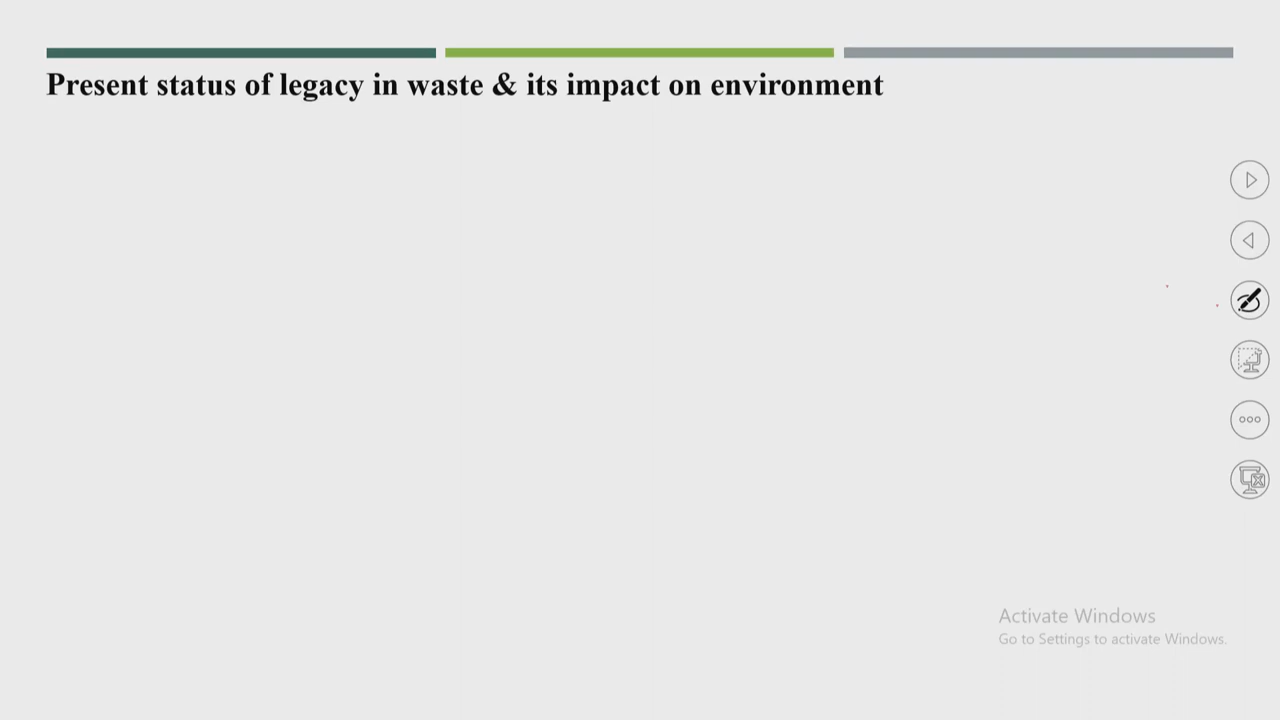 Present status of legacy in waste & its impact on environment
Activate Windows
Go to Settings to activate Windows.